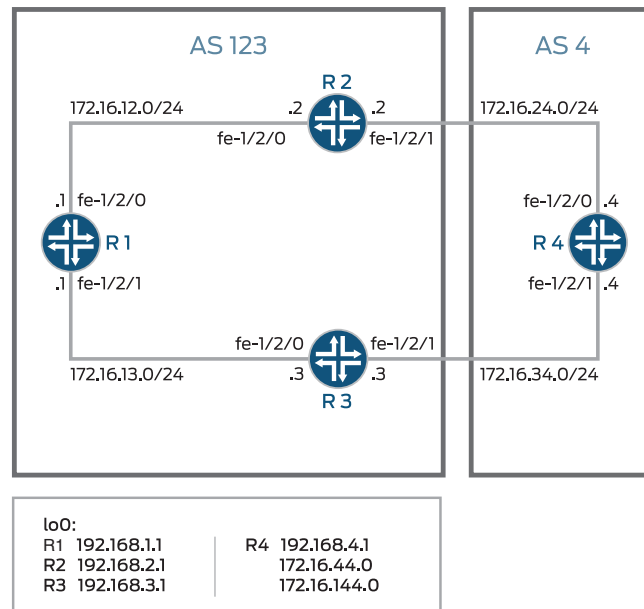 AS 123
AS 4
R 2
172.16.12.0/24
.2
.2
172.16.24.0/24
fe-1/2/0
fe-1/2/1
.1
fe-1/2/0
fe-1/2/0
.4
R 1
R 4
.1
fe-1/2/1
fe-1/2/1
.4
fe-1/2/0
fe-1/2/1
172.16.13.0/24
.3
.3
172.16.34.0/24
R 3
lo0:
R1 192.168.1.1
R4 192.168.4.1
R2 192.168.2.1
172.16.44.0
R3 192.168.3.1
172.16.144.0